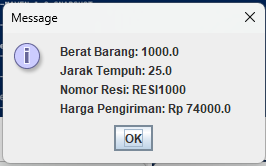 Message
Berat Barang: 1000.0
Jarak Tempuh: 25.0
Nomor Resi: RESI1000
Harga Pengiriman: Rp 74000.0
OK